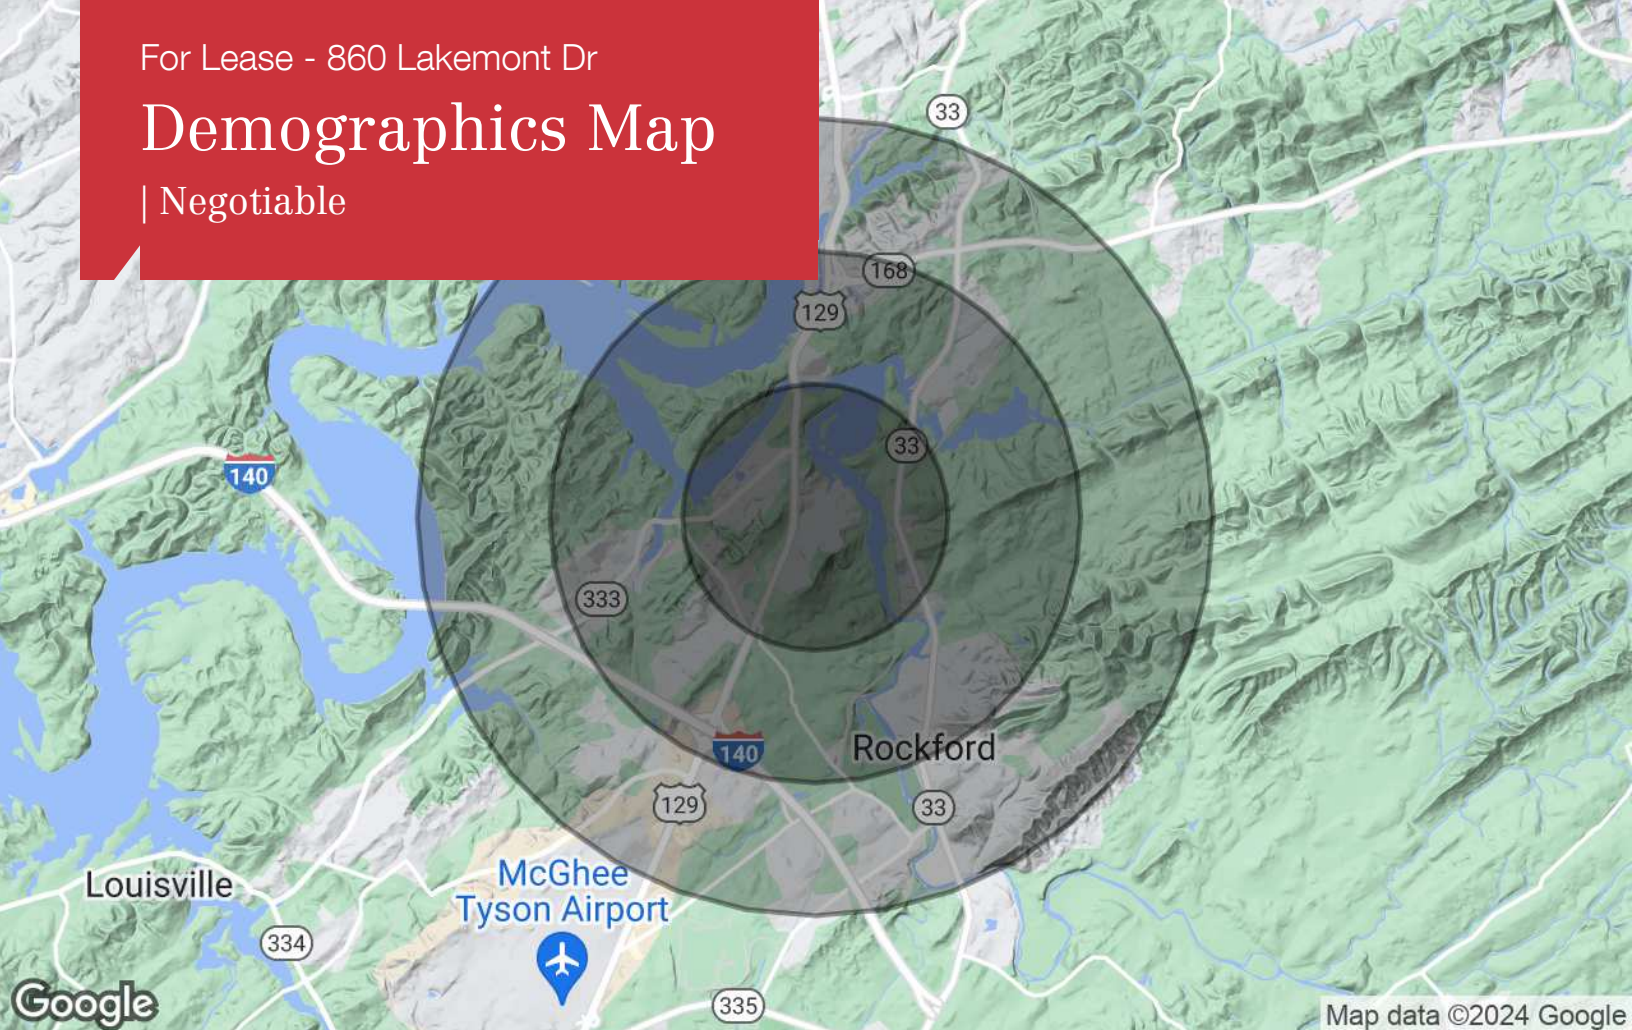 For Lease - 860 Lakemont Dr
Demographics Map
| Negotiable
33
168
129
33
140
333
Rockford
140
129
33
McGhee
Tyson Airport
Louisville
334
335
Google
Map data ©2024 Google